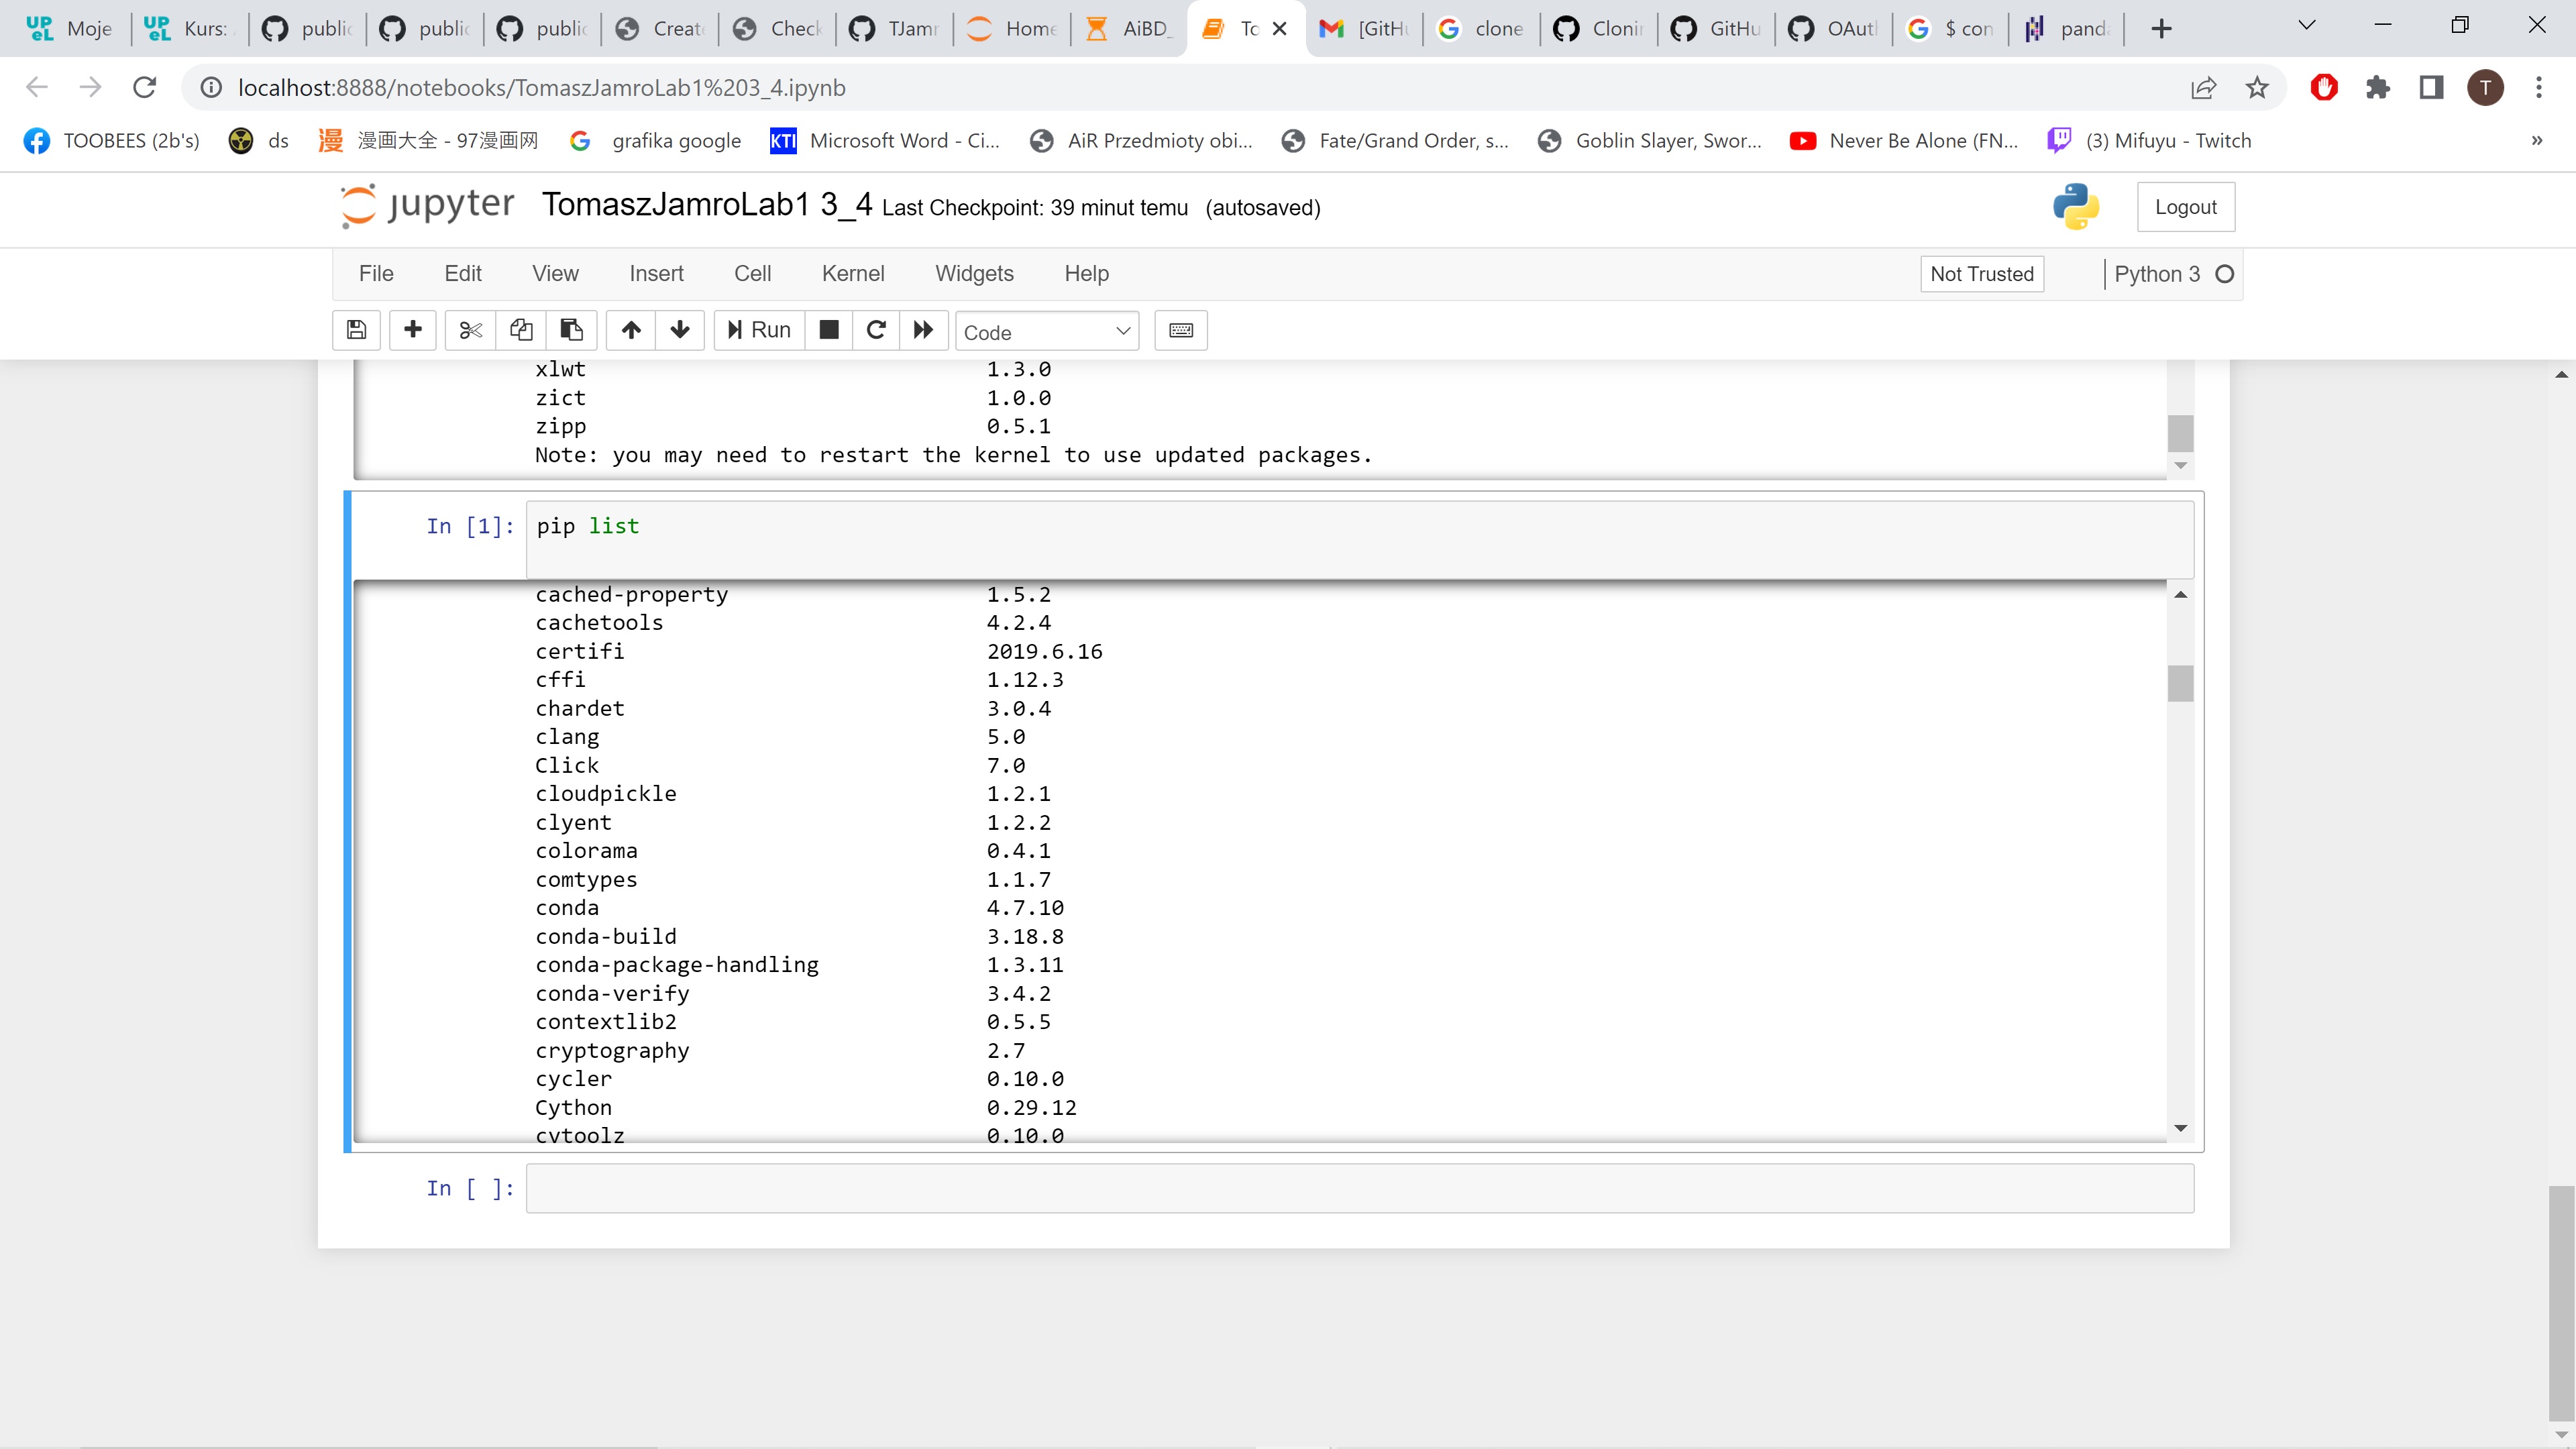 Moje
Kurs:
public
public
public
Create
Check
TJamr
Home
AiBD_
To
[GitHu
clone
Clonin
GitHu
OAuth
$ con
panda
localhost:8888/notebooks/TomaszJamroLab1%203_4.ipynb
T
TOOBEES (2b's)
ds
漫画大全 - 97漫画网
grafika google
KTI Microsoft Word - Ci...
AiR Przedmioty obi...
Fate/Grand Order, s...
Goblin Slayer, Swor...
Never Be Alone (FN...
(3) Mifuyu - Twitch
»
jupyter TomaszJamroLab1 3_4 Last Checkpoint: 39 minut temu (autosaved)
Logout
File Edit View Insert Cell Kernel Widgets Help
Not Trusted
Python 3
Run
Code
xlwt 1.3.0
zict 1.0.0
zipp 0.5.1
Note: you may need to restart the kernel to use updated packages.
In [1]: pip list
cached-property 1.5.2
cachetools 4.2.4
certifi 2019.6.16
cffi 1.12.3
chardet 3.0.4
clang 5.0
Click 7.0
cloudpickle 1.2.1
clyent 1.2.2
colorama 0.4.1
comtypes 1.1.7
conda 4.7.10
conda-build 3.18.8
conda-package-handling 1.3.11
conda-verify 3.4.2
contextlib2 0.5.5
cryptography 2.7
cycler 0.10.0
Cython 0.29.12
cytoolz 0.10.0
In [ ]: